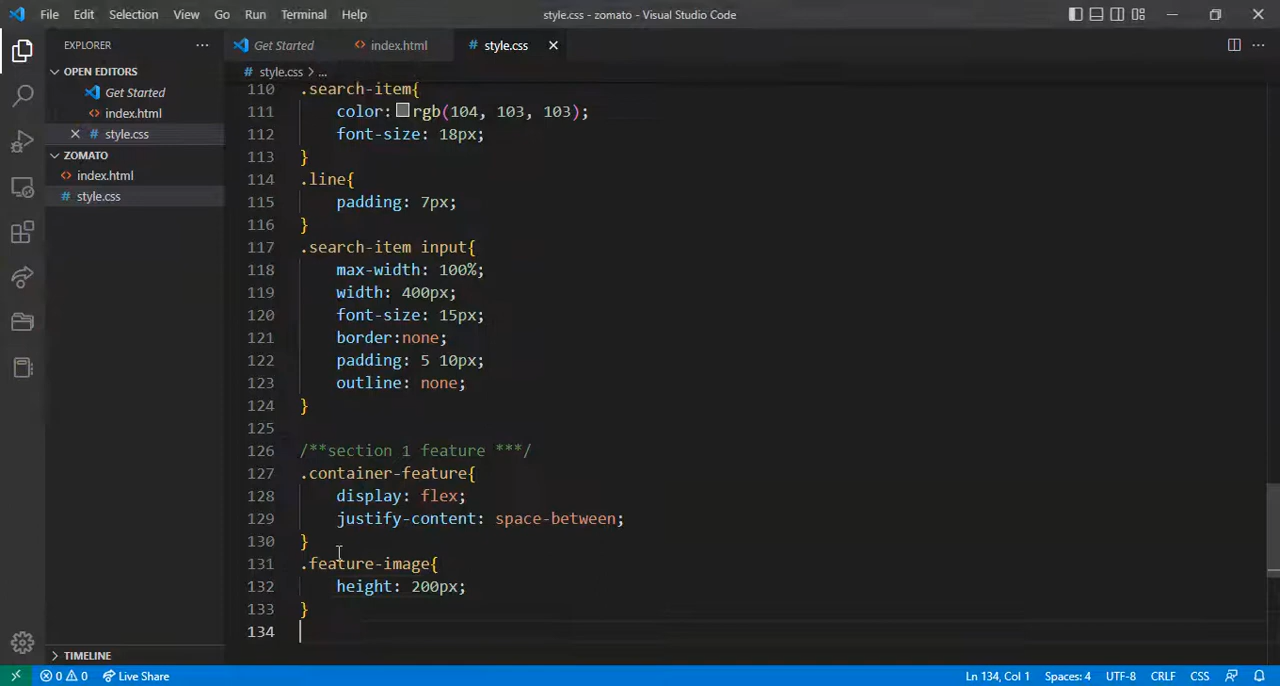 File Edit Selection View Go Run Terminal Help
style.css - zomato - Visual Studio Code
EXPLORER
OPEN EDITORS
Get Started
index.html
style.css
ZOMATO
index.html
style.css
TIMELINE
Get Started
index.html
style.css
style.css > ...
110 .search-item{
111 color: rgb(104, 103, 103);
112 font-size: 18px;
113 }
114 .line{
115 padding: 7px;
116 }
117 .search-item input{
118 max-width: 100%;
119 width: 400px;
120 font-size: 15px;
121 border:none;
122 padding: 5 10px;
123 outline: none;
124 }
125
126 /**section 1 feature ***/
127 .container-feature{
128 display: flex;
129 justify-content: space-between;
130 }
131 .feature-image{
132 height: 200px;
133 }
134
0 0 Live Share
Ln 134, Col 1 Spaces: 4 UTF-8 CRLF CSS